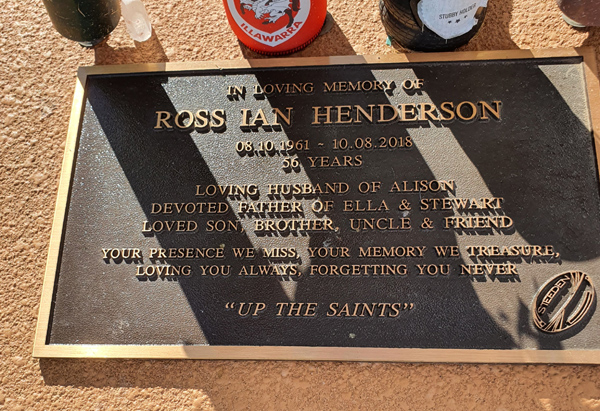 ILLAWARRA
STUBBY HOLDER
IN LOVING MEMORY OF
ROSS IAN HENDERSON
08.10.1961 ~ 10.08.2018
56 YEARS
LOVING HUSBAND OF ALISON
DEVOTED FATHER OF ELLA & STEWART
LOVED SON, BROTHER, UNCLE & FRIEND
YOUR PRESENCE WE MISS, YOUR MEMORY WE TREASURE,
LOVING YOU ALWAYS, FORGETTING YOU NEVER
"UP THE SAINTS"
STEEDEN